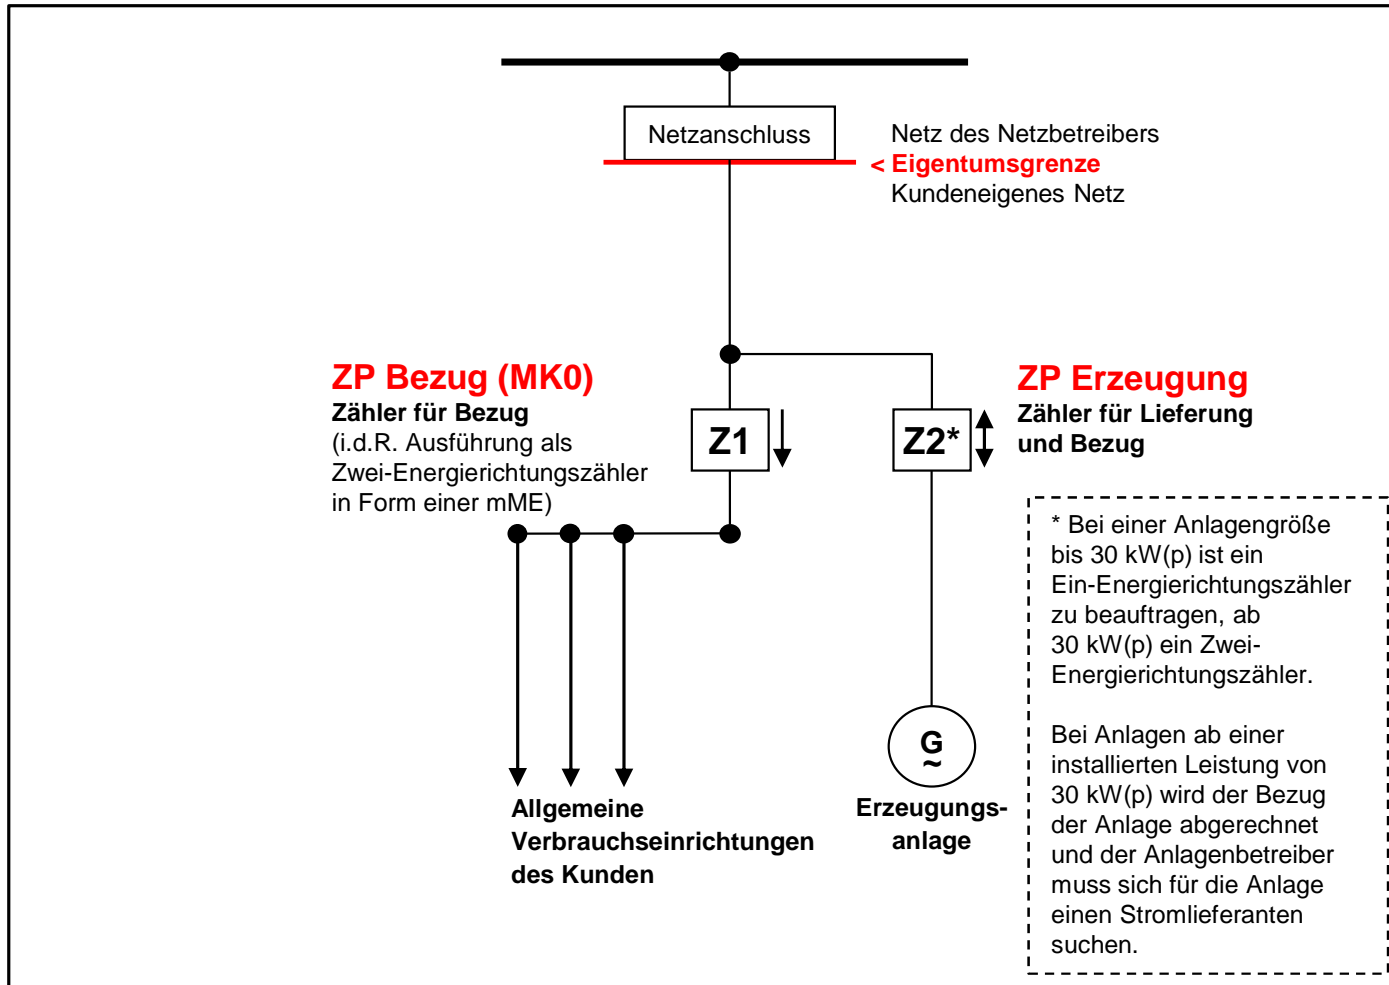 Netzanschluss
Netz des Netzbetreibers
< Eigentumsgrenze
Kundeneigenes Netz
ZP Bezug (MK0)
Zähler für Bezug
(i.d.R. Ausführung als
Zwei-Energierichtungszähler
in Form einer mME)
Z1
Z2*
ZP Erzeugung
Zähler für Lieferung
und Bezug
* Bei einer Anlagengröße
bis 30 kW(p) ist ein
Ein-Energierichtungszähler
zu beauftragen, ab
30 kW(p) ein Zwei-
Energierichtungszähler.
Bei Anlagen ab einer
installierten Leistung von
30 kW(p) wird der Bezug
der Anlage abgerechnet
und der Anlagenbetreiber
muss sich für die Anlage
einen Stromlieferanten
suchen.
G
~
Allgemeine
Verbrauchseinrichtungen
des Kunden
Erzeugungs-
anlage